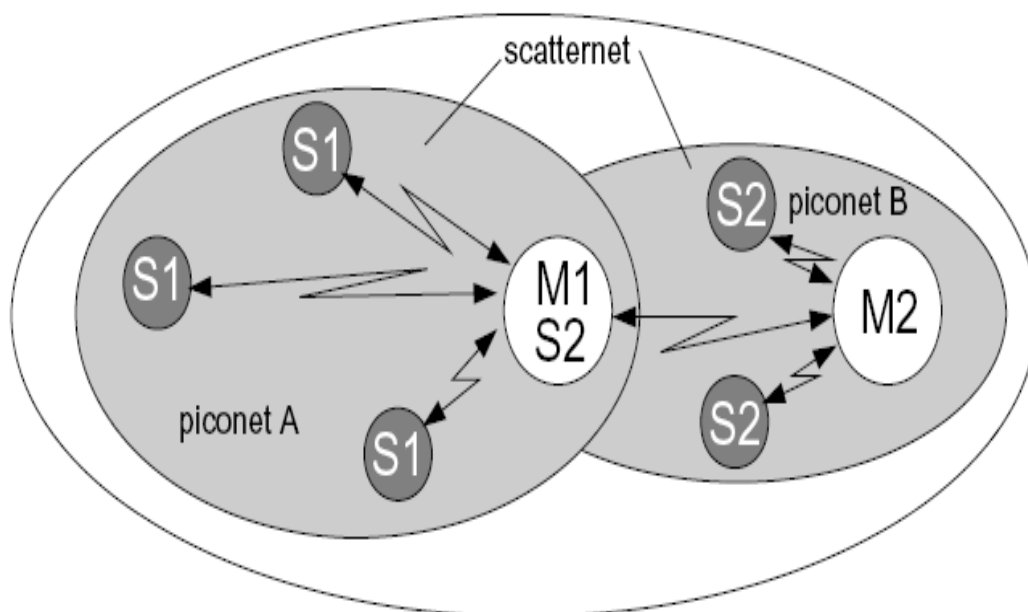 scatternet
S1
S2
piconet B
S1
M1
S2
M2
piconet A
S1
S2